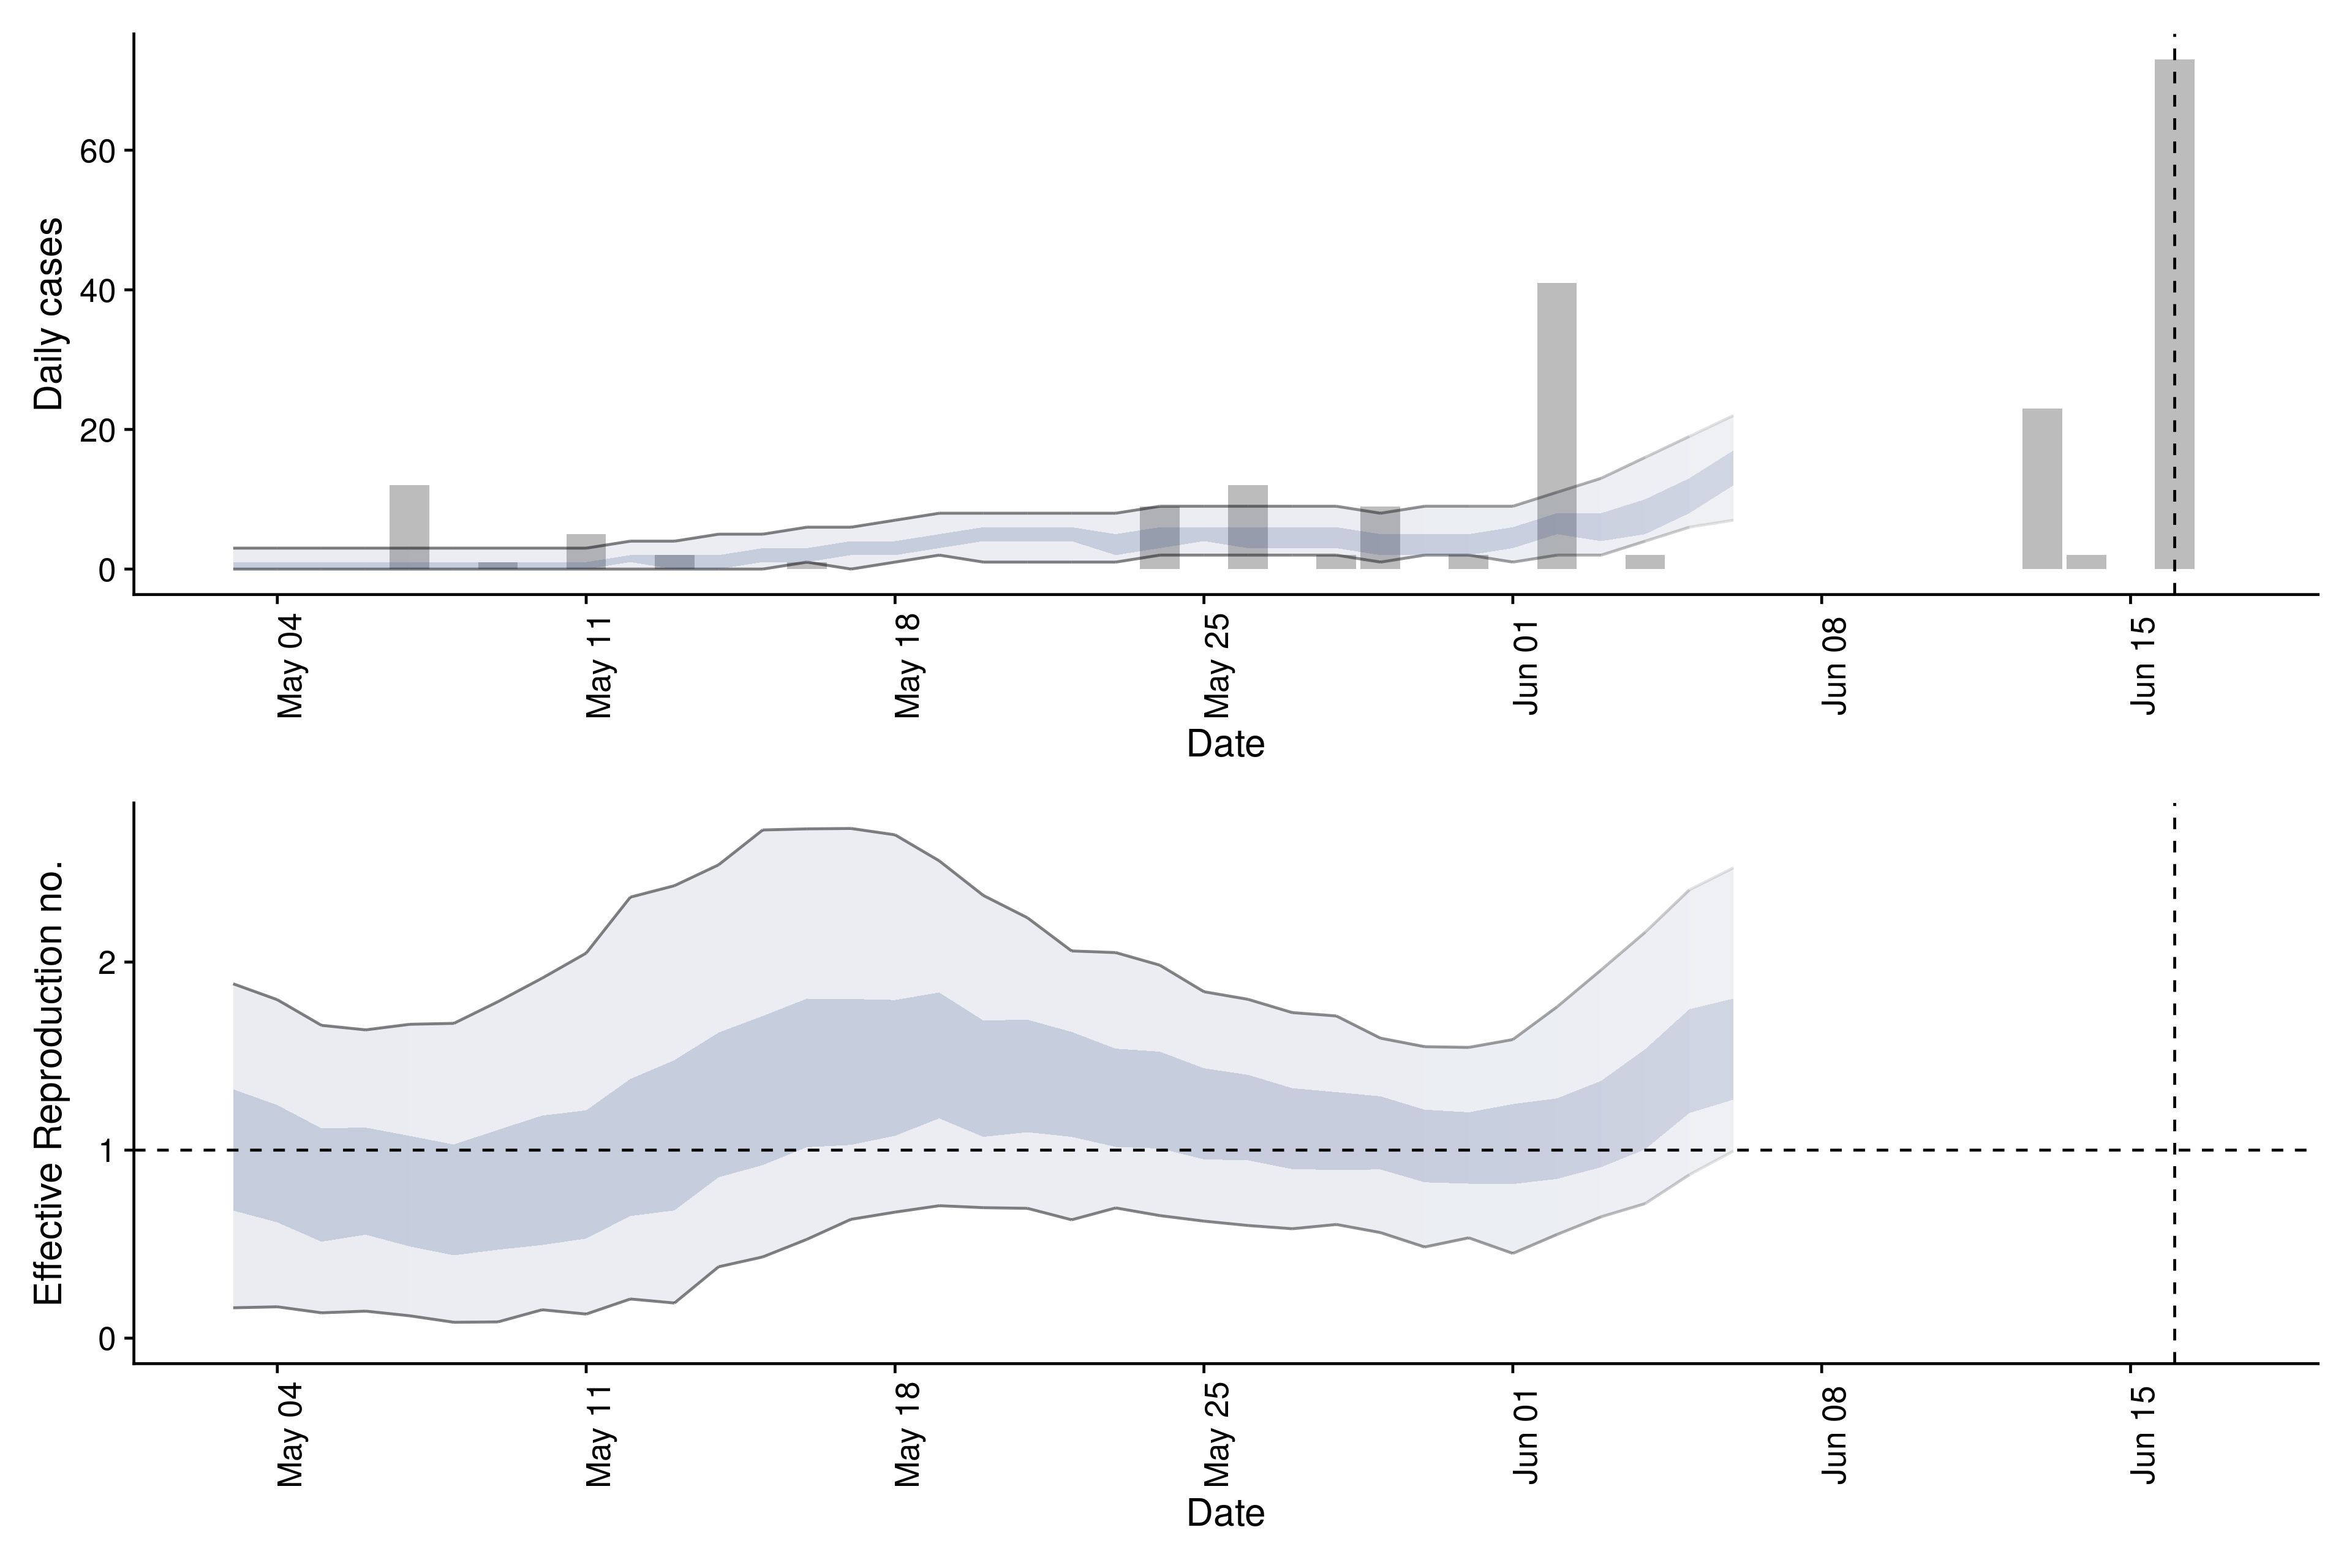 Daily cases
60
40
20
0
May 04
May 11
May 18
May 25
Jun 01
Jun 08
Jun 15
Date
Effective Reproduction no.
2
1
0
May 04
May 11
May 18
May 25
Jun 01
Jun 08
Jun 15
Date